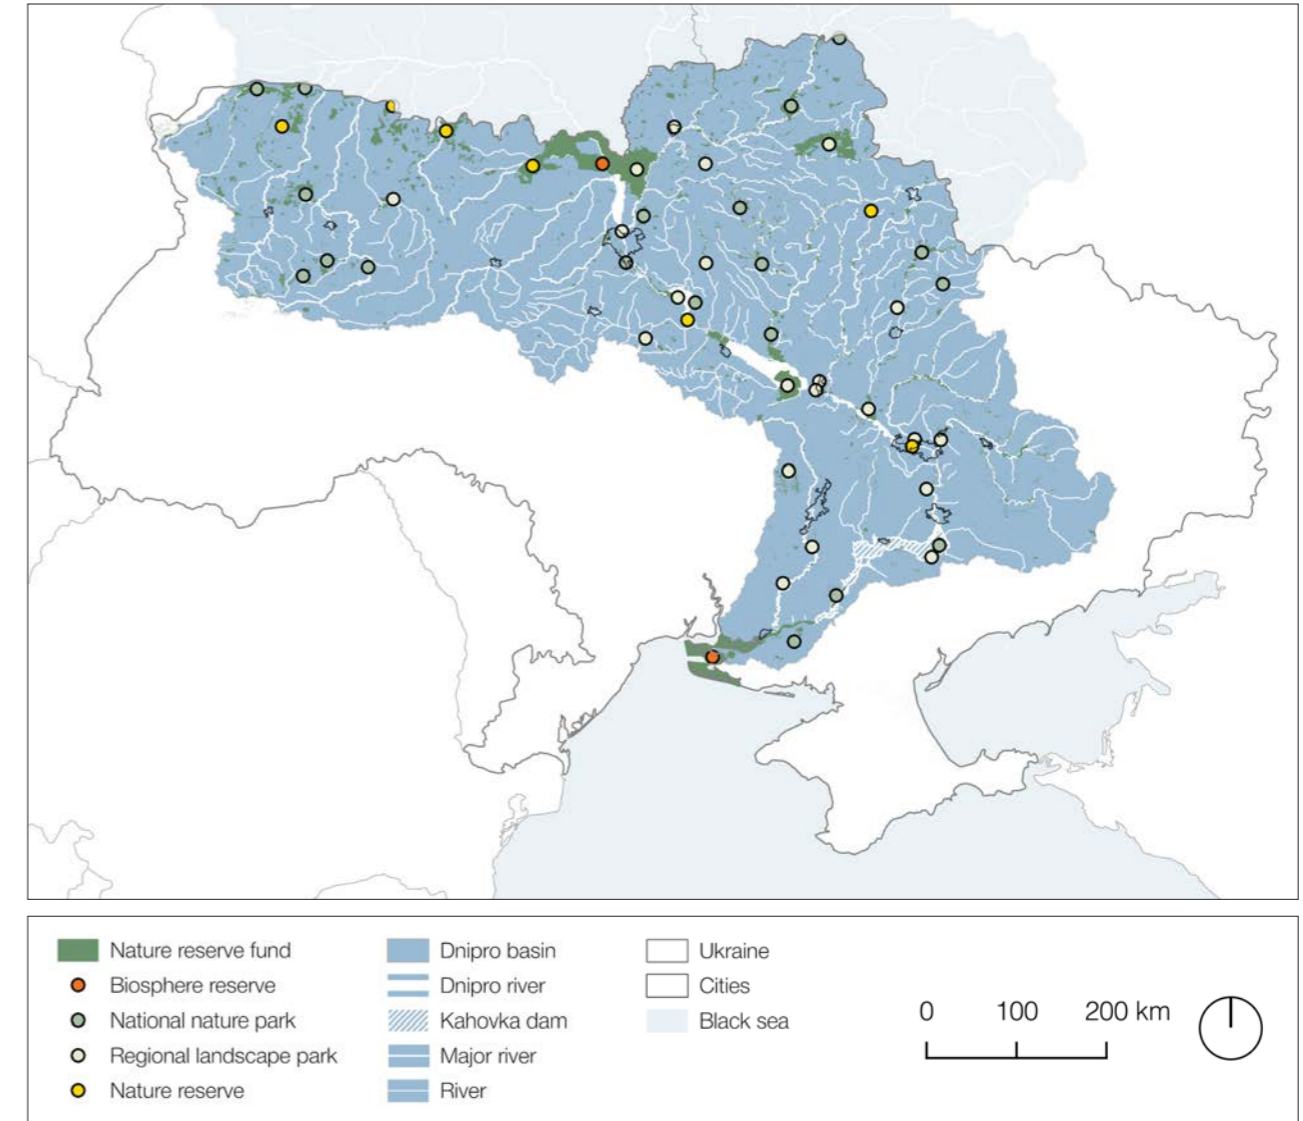 Nature reserve fund
Biosphere reserve
National nature park
Regional landscape park
Nature reserve
Dnipro basin
Dnipro river
Kahovka dam
Major river
River
Ukraine
Cities
Black sea
0 100 200 km